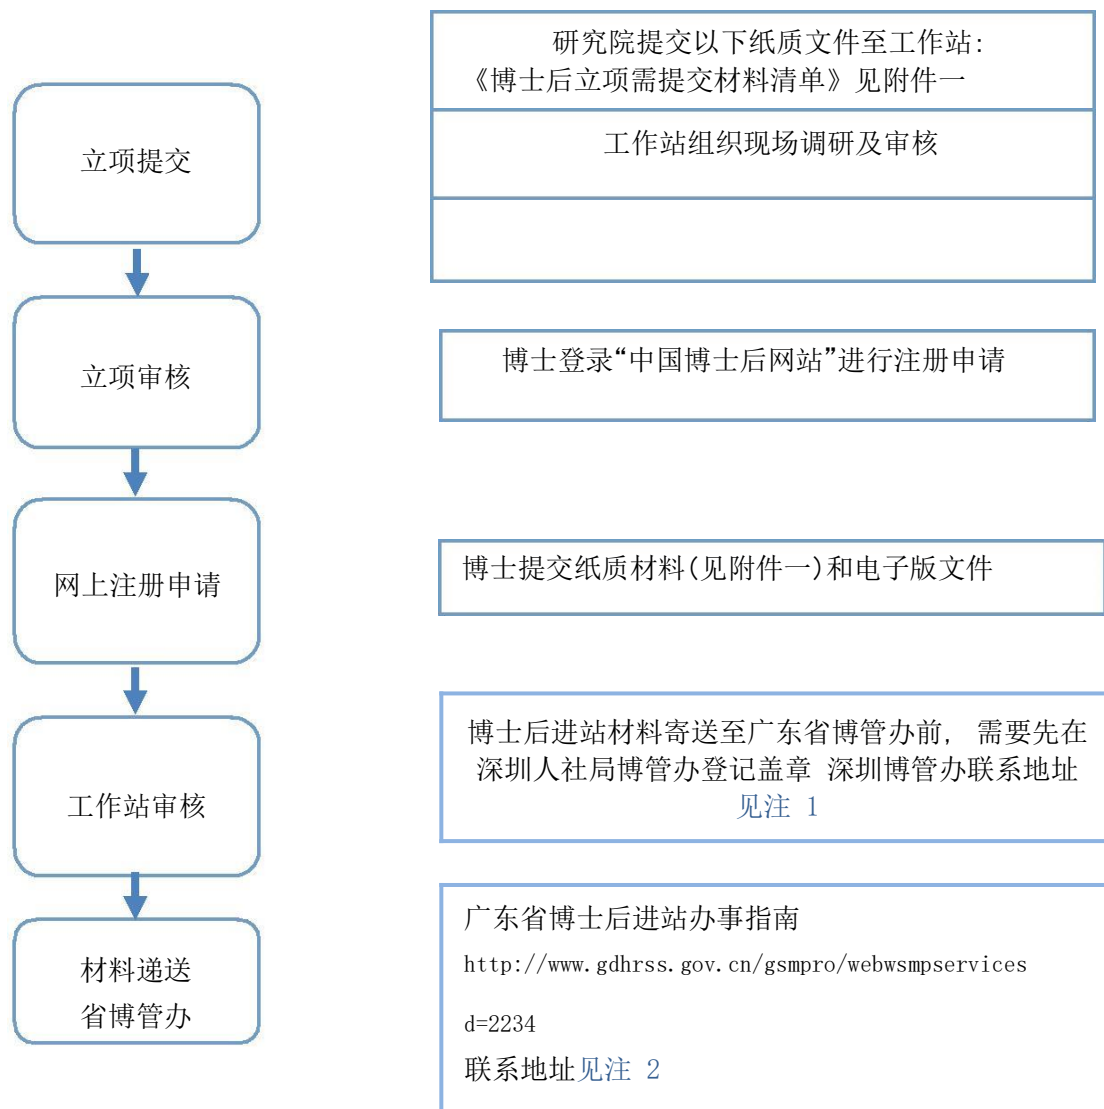 研究院提交以下纸质文件至工作站:
《博士后立项需提交材料清单》见附件一
立项提交
工作站组织现场调研及审核
立项审核
博士登录“中国博士后网站”进行注册申请
网上注册申请
博士提交纸质材料(见附件一)和电子版文件
工作站审核
博士后进站材料寄送至广东省博管办前, 需要先在
深圳人社局博管办登记盖章 深圳博管办联系地址
见注 1
材料递送
省博管办
广东省博士后进站办事指南
http://www.gdhrss.gov.cn/gsmpro/webwsmpservices
d=2234
联系地址见注 2